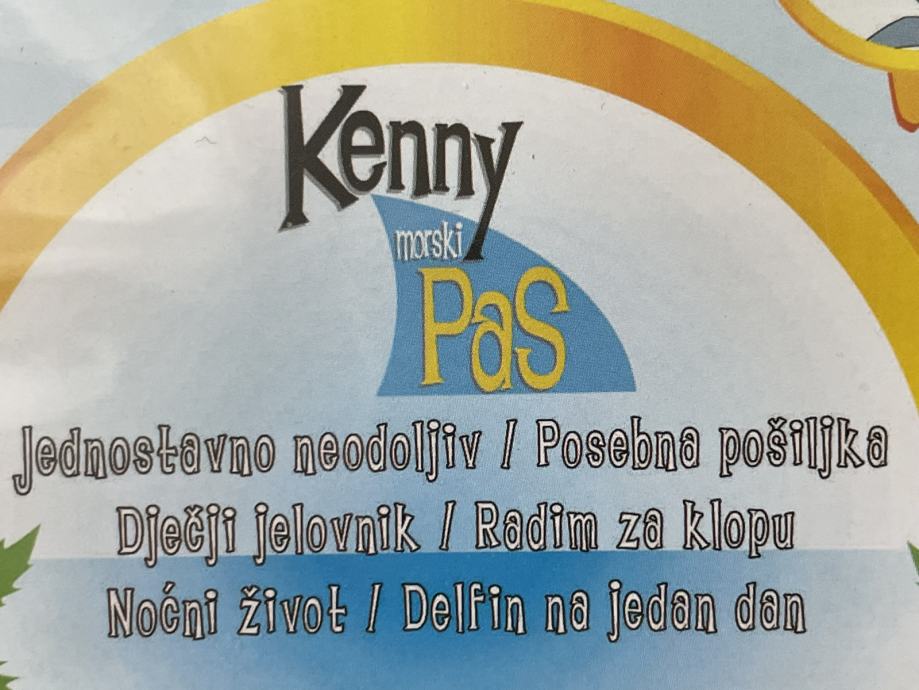 Kenny
morski
Pas
Jednostavno neodoljiv / Posebna pošiljka
Dječji jelovnik / Radim za klopu
Noćni život / Delfin na jedan dan